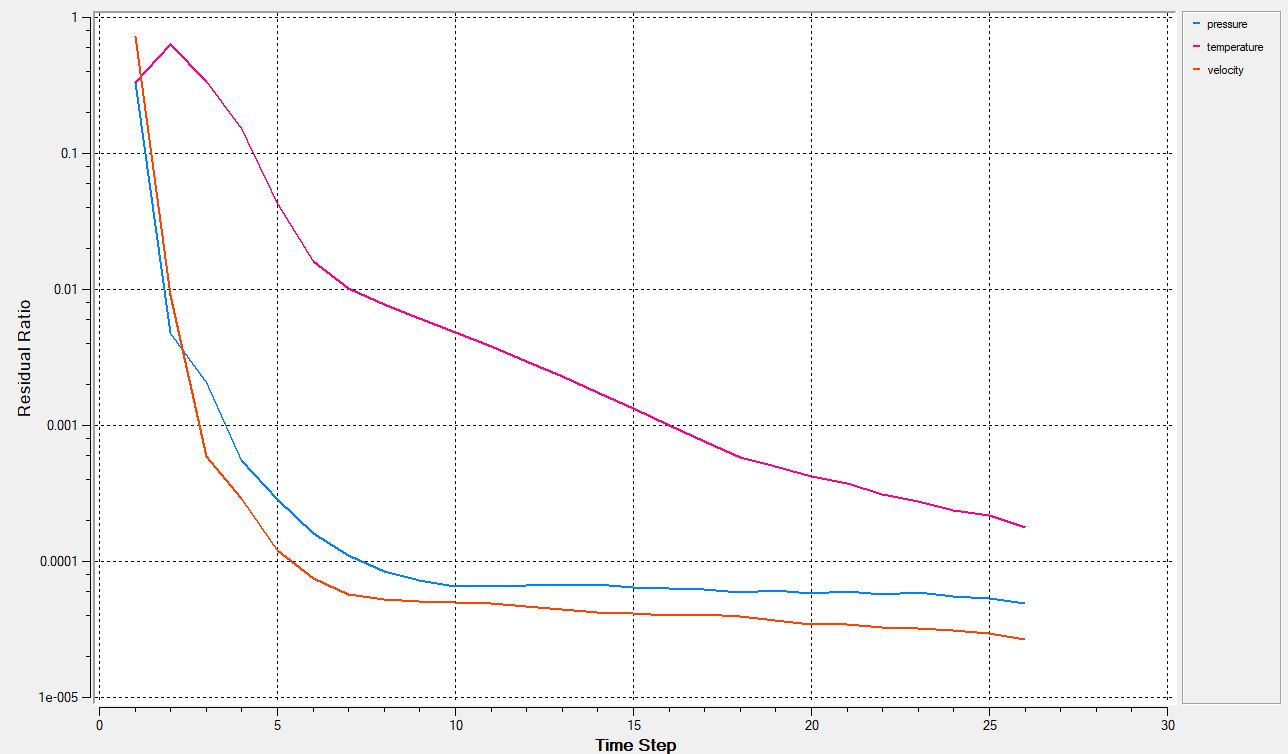 1
0.1
0.01
0.001
0.0001
1e-005
Residual Ratio
0 5 10 15 20 25 30
Time Step
pressure
temperature
velocity